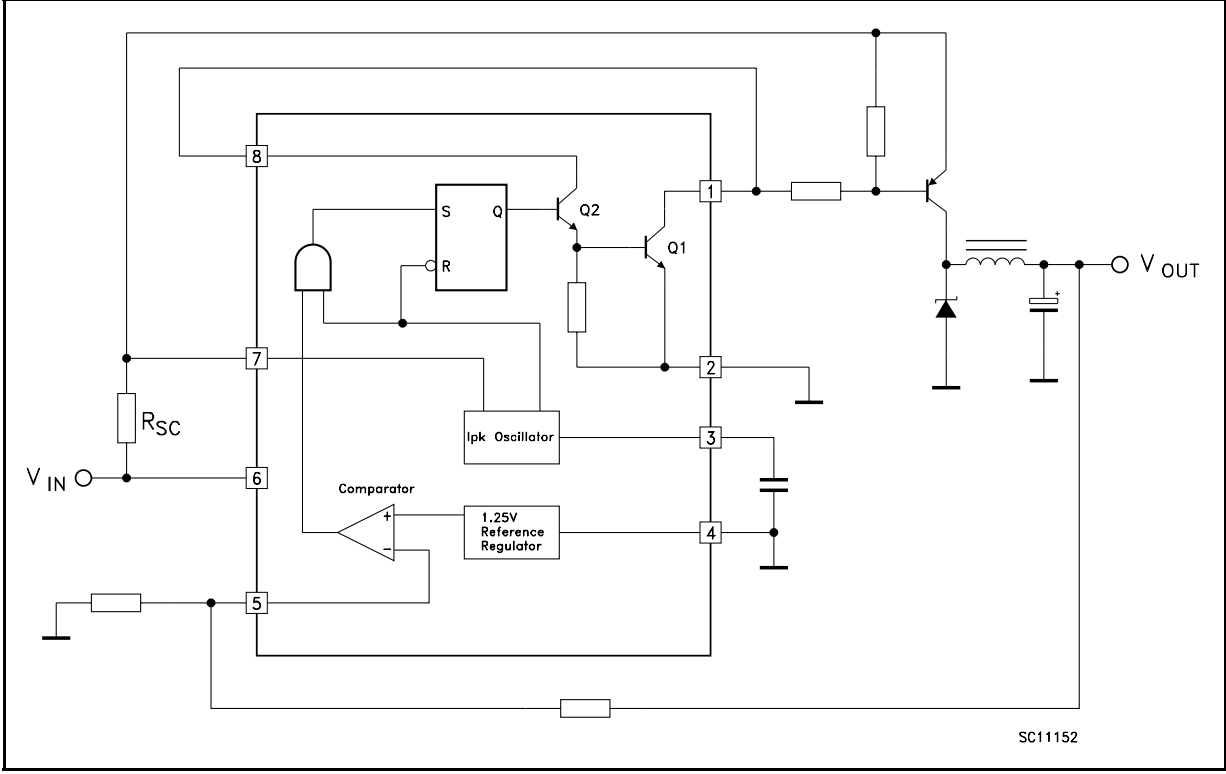 8
1
S
Q
Q2
Q1
R
7
2
R SC
Ipk Oscillator
3
V IN
6
Comparator
+
-
1.25V
Reference
Regulator
4
5
+
V OUT
SC11152